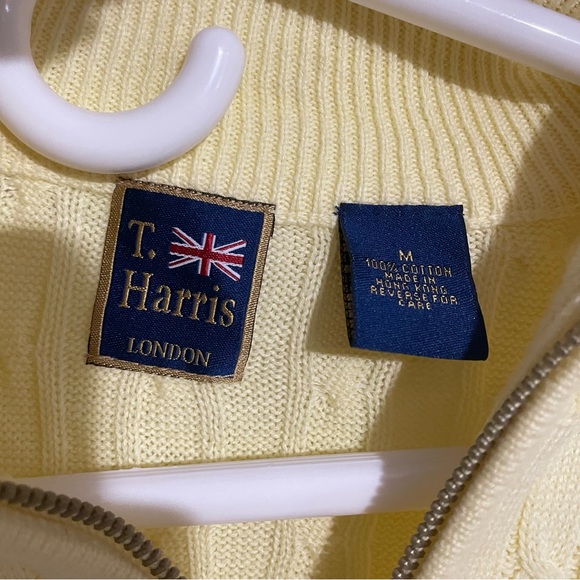 T.
Harris
LONDON
M
100% COTTON
MADE IN
HONG KONG
REVERSE FOR
CARE